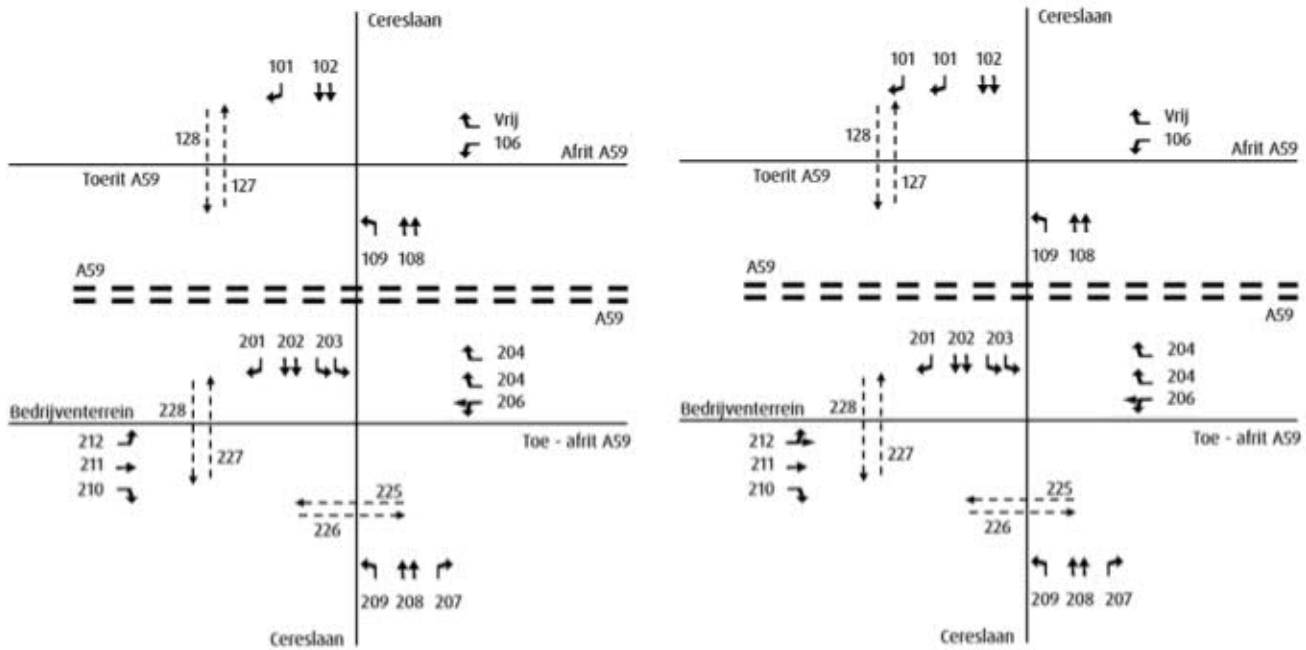 Cereslaan
101 102
Vrij
106
128
Afrit A59
Toerit A59
127
109 108
A59
A59
201 202 203
204
204
206
Bedrijventerrein
228
Toe - afrit A59
212
211
227
210
225
226
209 208 207
Cereslaan
Cereslaan
101 101 102
Vrij
106
128
Afrit A59
Toerit A59
127
109 108
A59
A59
201 202 203
204
204
206
Bedrijventerrein
228
Toe - afrit A59
212
211
227
210
225
226
209 208 207
Cereslaan